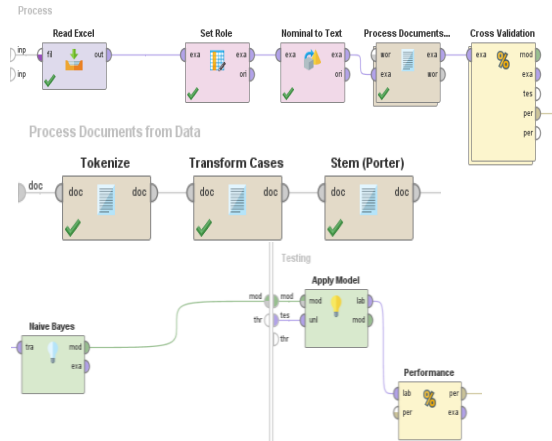 Process
Read Excel Set Role Nominal to Text Process Documents... Cross Validation
inp fil out exa exa exa exa wor exa exa mod
inp ori ori exa wor exa
tes
per
per
Process Documents from Data
Tokenize Transform Cases Stem (Porter)
doc doc doc doc doc doc doc
Testing
Apply Model
mod mod mod lab
thr tes unl mod
thr
Naive Bayes
tra mod
exa
Performance
lab per
per exa